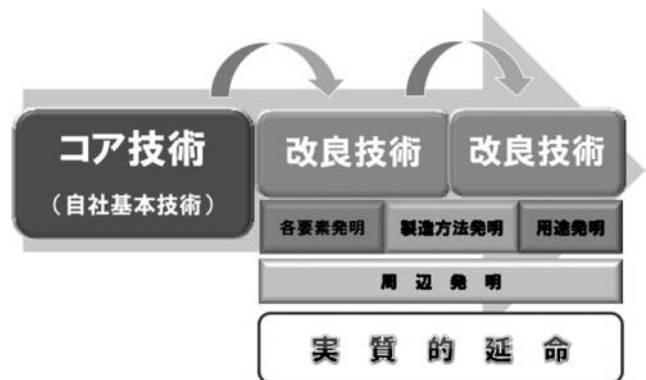 コア技術
（自社基本技術）
改良技術
改良技術
各要素発明
製造方法発明
用途発明
周辺発明
実質的延命